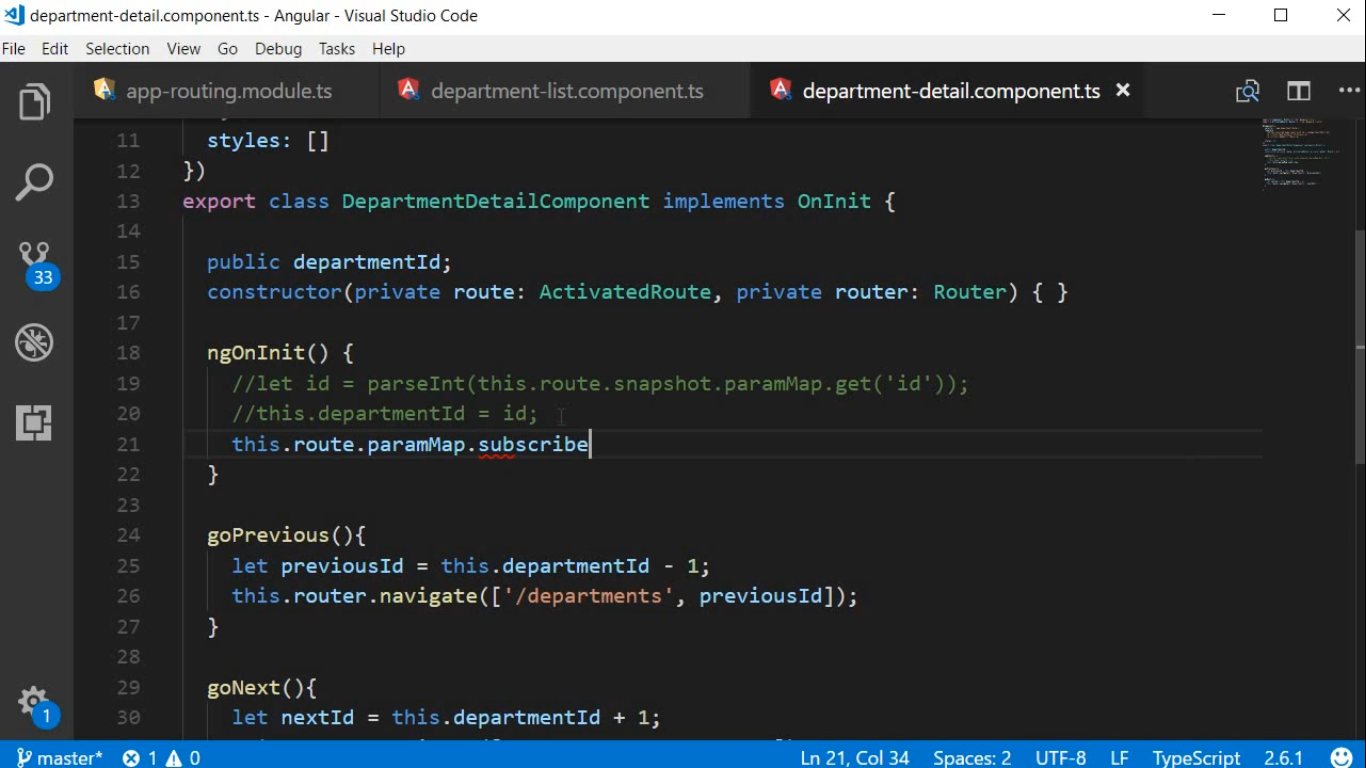 department-detail.component.ts - Angular - Visual Studio Code
File Edit Selection View Go Debug Tasks Help
app-routing.module.ts department-list.component.ts department-detail.component.ts
11 styles: []
12 })
13 export class DepartmentDetailComponent implements OnInit {
14
15 public departmentId;
16 constructor(private route: ActivatedRoute, private router: Router) { }
17
18 ngOnInit() {
19 //let id = parseInt(this.route.snapshot.paramMap.get('id'));
20 //this.departmentId = id;
21 this.route.paramMap.subscribe
22 }
23
24 goPrevious(){
25 let previousId = this.departmentId - 1;
26 this.router.navigate(['/departments', previousId]);
27 }
28
29 goNext(){
30 let nextId = this.departmentId + 1;
33
1
master* 1 0 Ln 21, Col 34 Spaces: 2 UTF-8 LF TypeScript 2.6.1